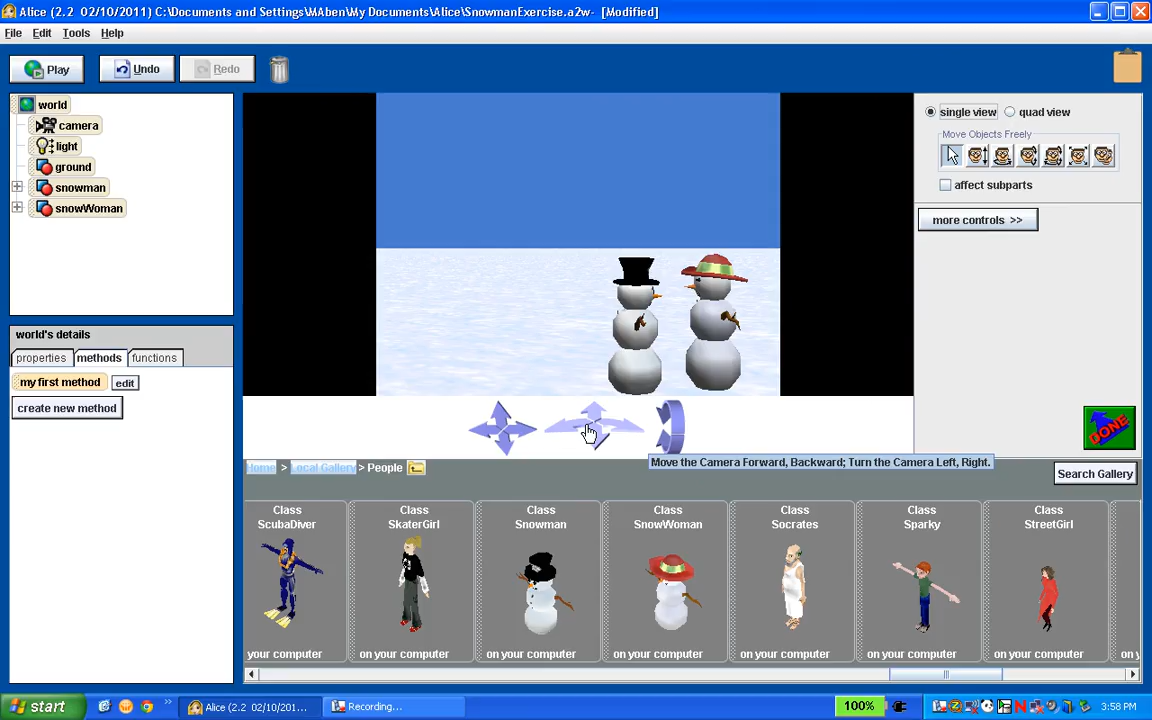 Alice (2.2  02/10/2011) C:\Documents and Settings\MAben\My Documents\Alice\SnowmanExercise.a2w-  [Modified]
File Edit Tools Help
Play Undo Redo
world
camera
light
ground
snowman
snowWoman
single view quad view
Move Objects Freely
affect subparts
more controls >>
world's details
properties methods functions
my first method edit
create new method
DONE
Move the Camera Forward, Backward; Turn the Camera Left, Right.
Home > Local Gallery > People
Search Gallery
Class ScubaDiver
your computer
Class SkaterGirl
on your computer
Class Snowman
on your computer
Class SnowWoman
on your computer
Class Socrates
on your computer
Class Sparky
on your computer
Class StreetGirl
on your computer
start
Alice (2.2 02/10/201...
Recording...
100%
3:58 PM